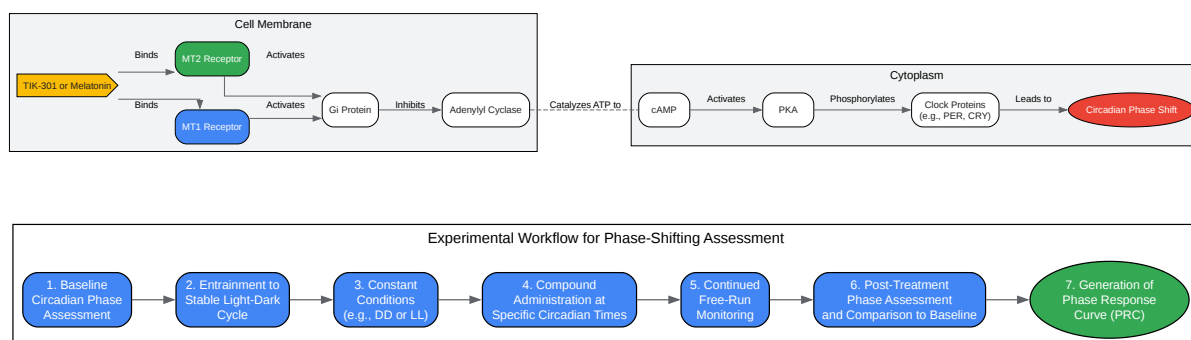 Cell Membrane
Binds
MT2 Receptor
Activates
TIK-301 or Melatonin
Binds
MT1 Receptor
Activates
Gi Protein
Inhibits
Adenylyl Cyclase
Catalyzes ATP to
Cytoplasm
cAMP
Activates
PKA
Phosphorylates
Clock Proteins
(e.g., PER, CRY)
Leads to
Circadian Phase Shift
Experimental Workflow for Phase-Shifting Assessment
1. Baseline
Circadian Phase
Assessment
2. Entrainment to
Stable Light-Dark
Cycle
3. Constant
Conditions
(e.g., DD or LL)
4. Compound
Administration at
Specific Circadian Times
5. Continued
Free-Run
Monitoring
6. Post-Treatment
Phase Assessment
and Comparison to Baseline
7. Generation of
Phase Response
Curve (PRC)